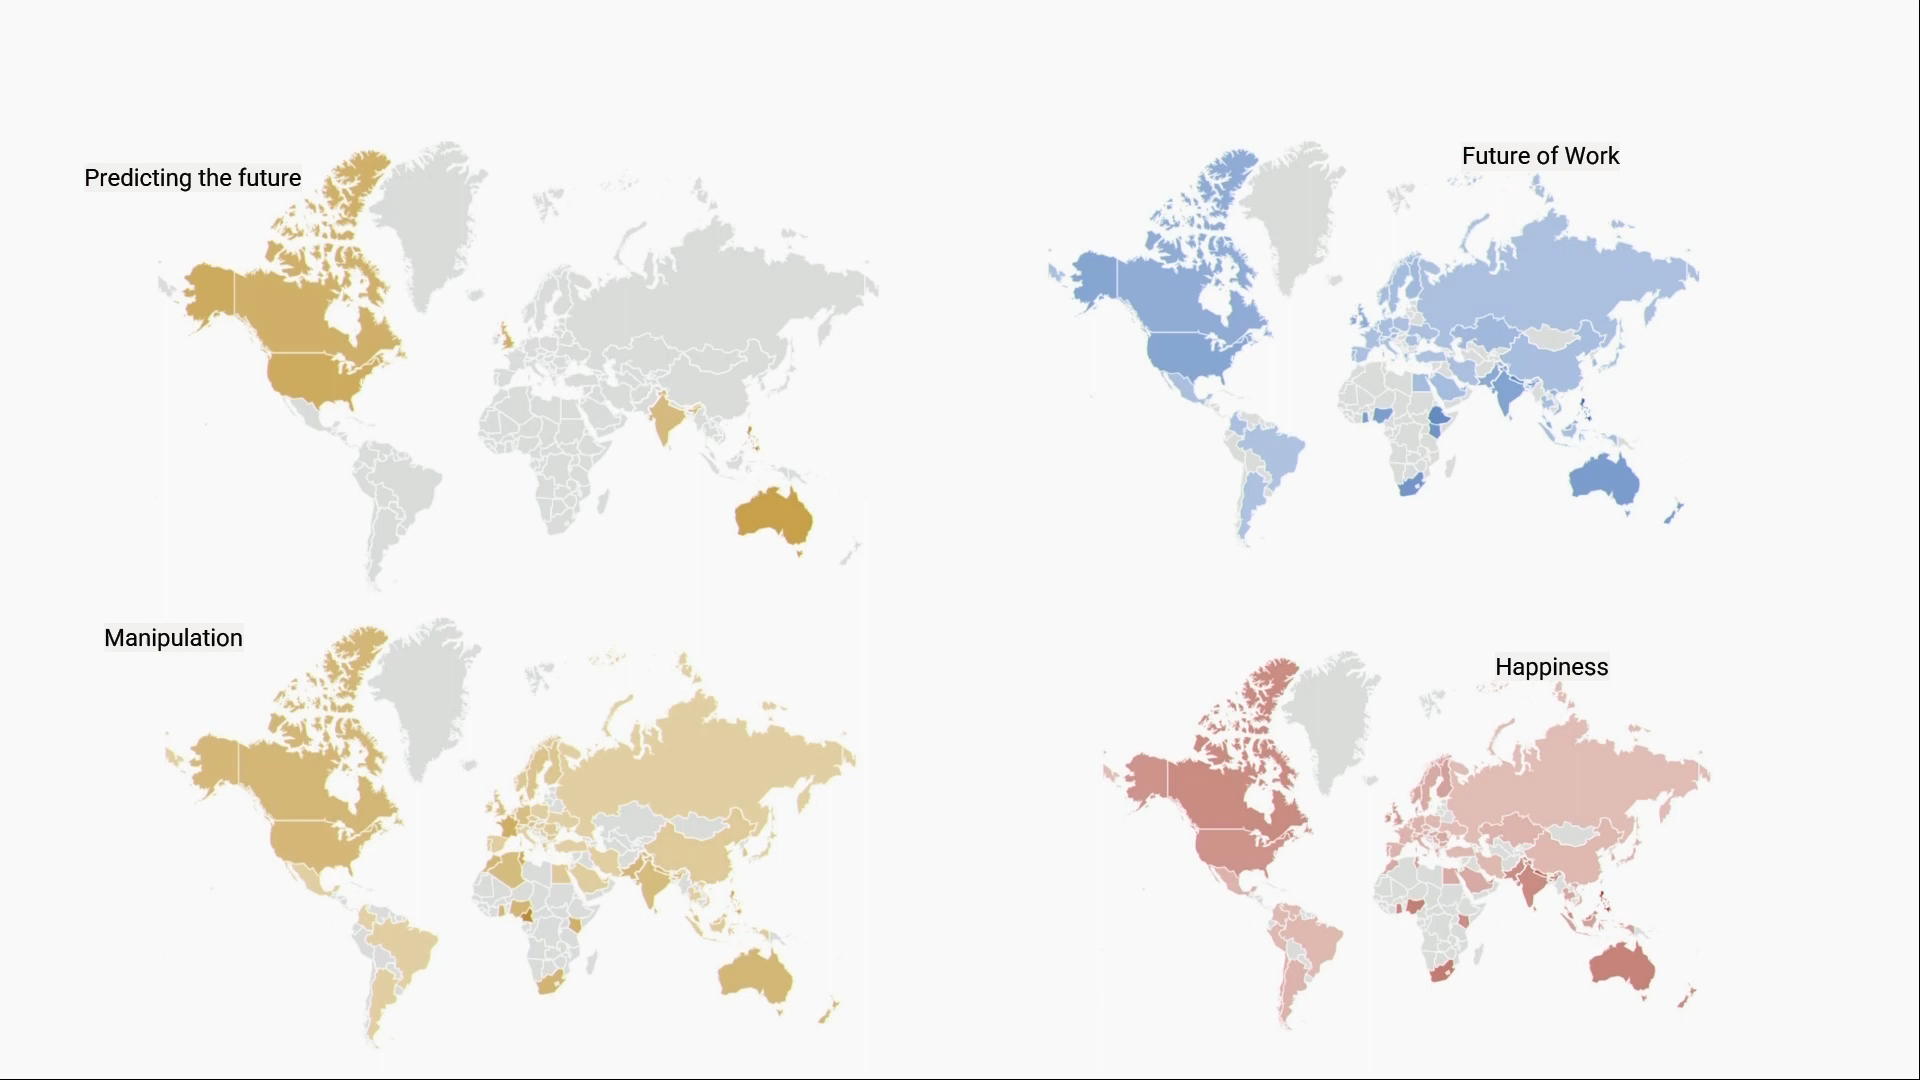 Predicting the future
Future of Work
Manipulation
Happiness